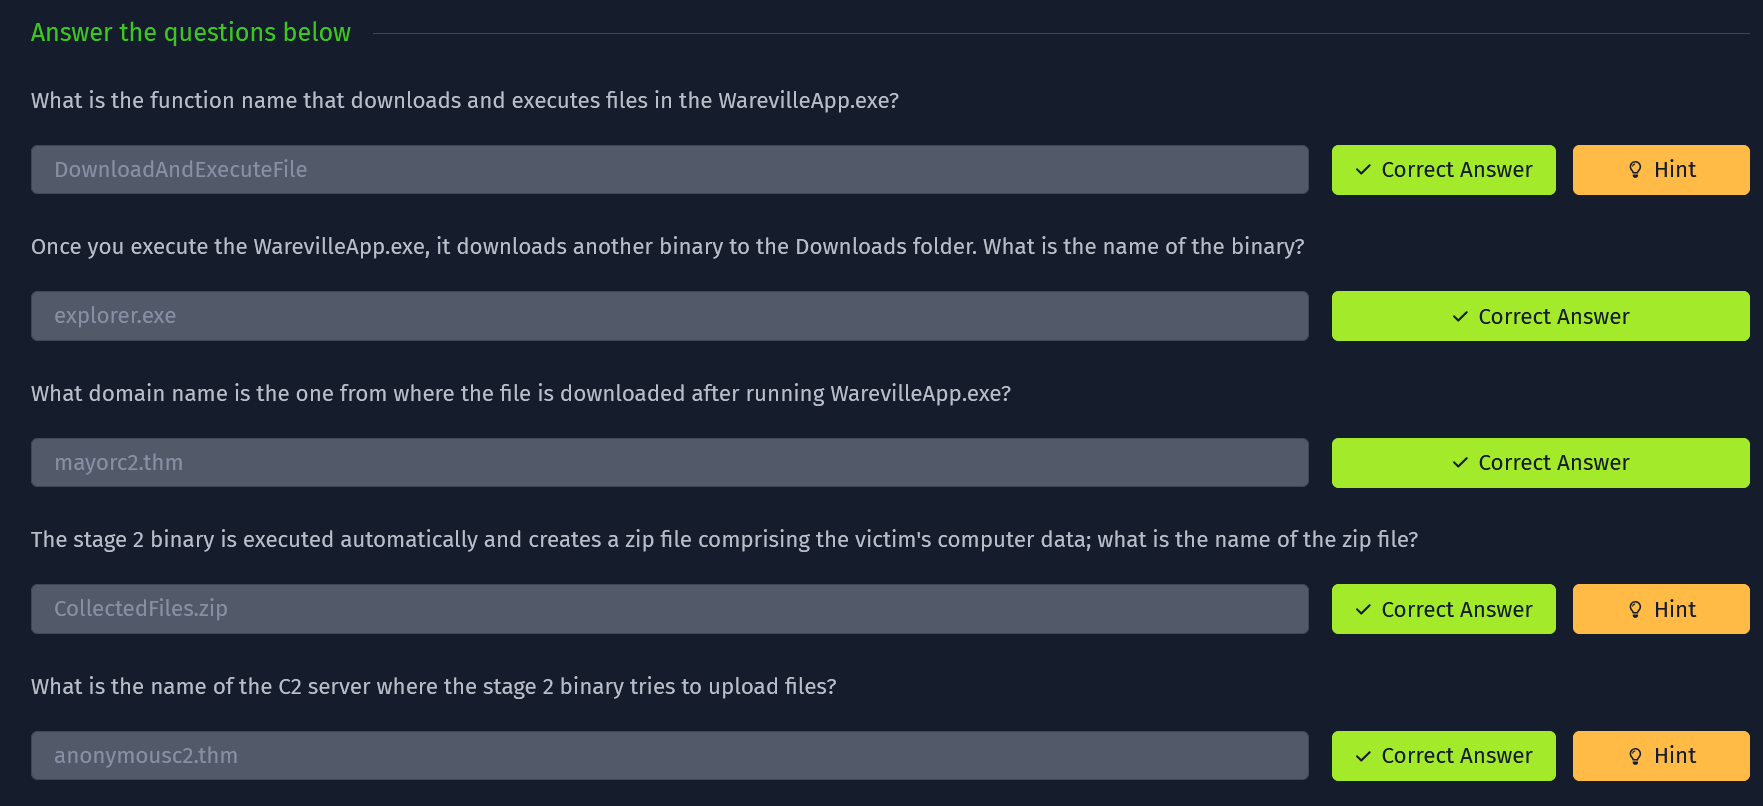 Answer the questions below
What is the function name that downloads and executes files in the WarevilleApp.exe?
DownloadAndExecuteFile
Correct Answer
Hint
Once you execute the WarevilleApp.exe, it downloads another binary to the Downloads folder. What is the name of the binary?
explorer.exe
Correct Answer
What domain name is the one from where the file is downloaded after running WarevilleApp.exe?
mayorc2.thm
Correct Answer
The stage 2 binary is executed automatically and creates a zip file comprising the victim's computer data; what is the name of the zip file?
CollectedFiles.zip
Correct Answer
Hint
What is the name of the C2 server where the stage 2 binary tries to upload files?
anonymousc2.thm
Correct Answer
Hint